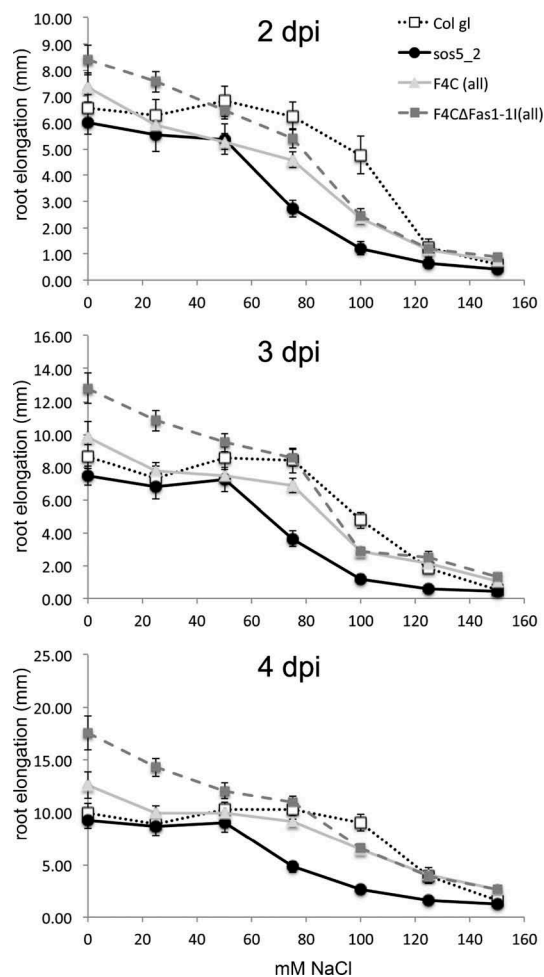 2 dpi
Col gl
sos5_2
F4C (all)
F4CΔFas1-1I(all)
root elongation (mm)
10.00
9.00
8.00
7.00
6.00
5.00
4.00
3.00
2.00
1.00
0.00
0 20 40 60 80 100 120 140 160
3 dpi
root elongation (mm)
16.00
14.00
12.00
10.00
8.00
6.00
4.00
2.00
0.00
0 20 40 60 80 100 120 140 160
4 dpi
root elongation (mm)
25.00
20.00
15.00
10.00
5.00
0.00
0 20 40 60 80 100 120 140 160
mM NaCl